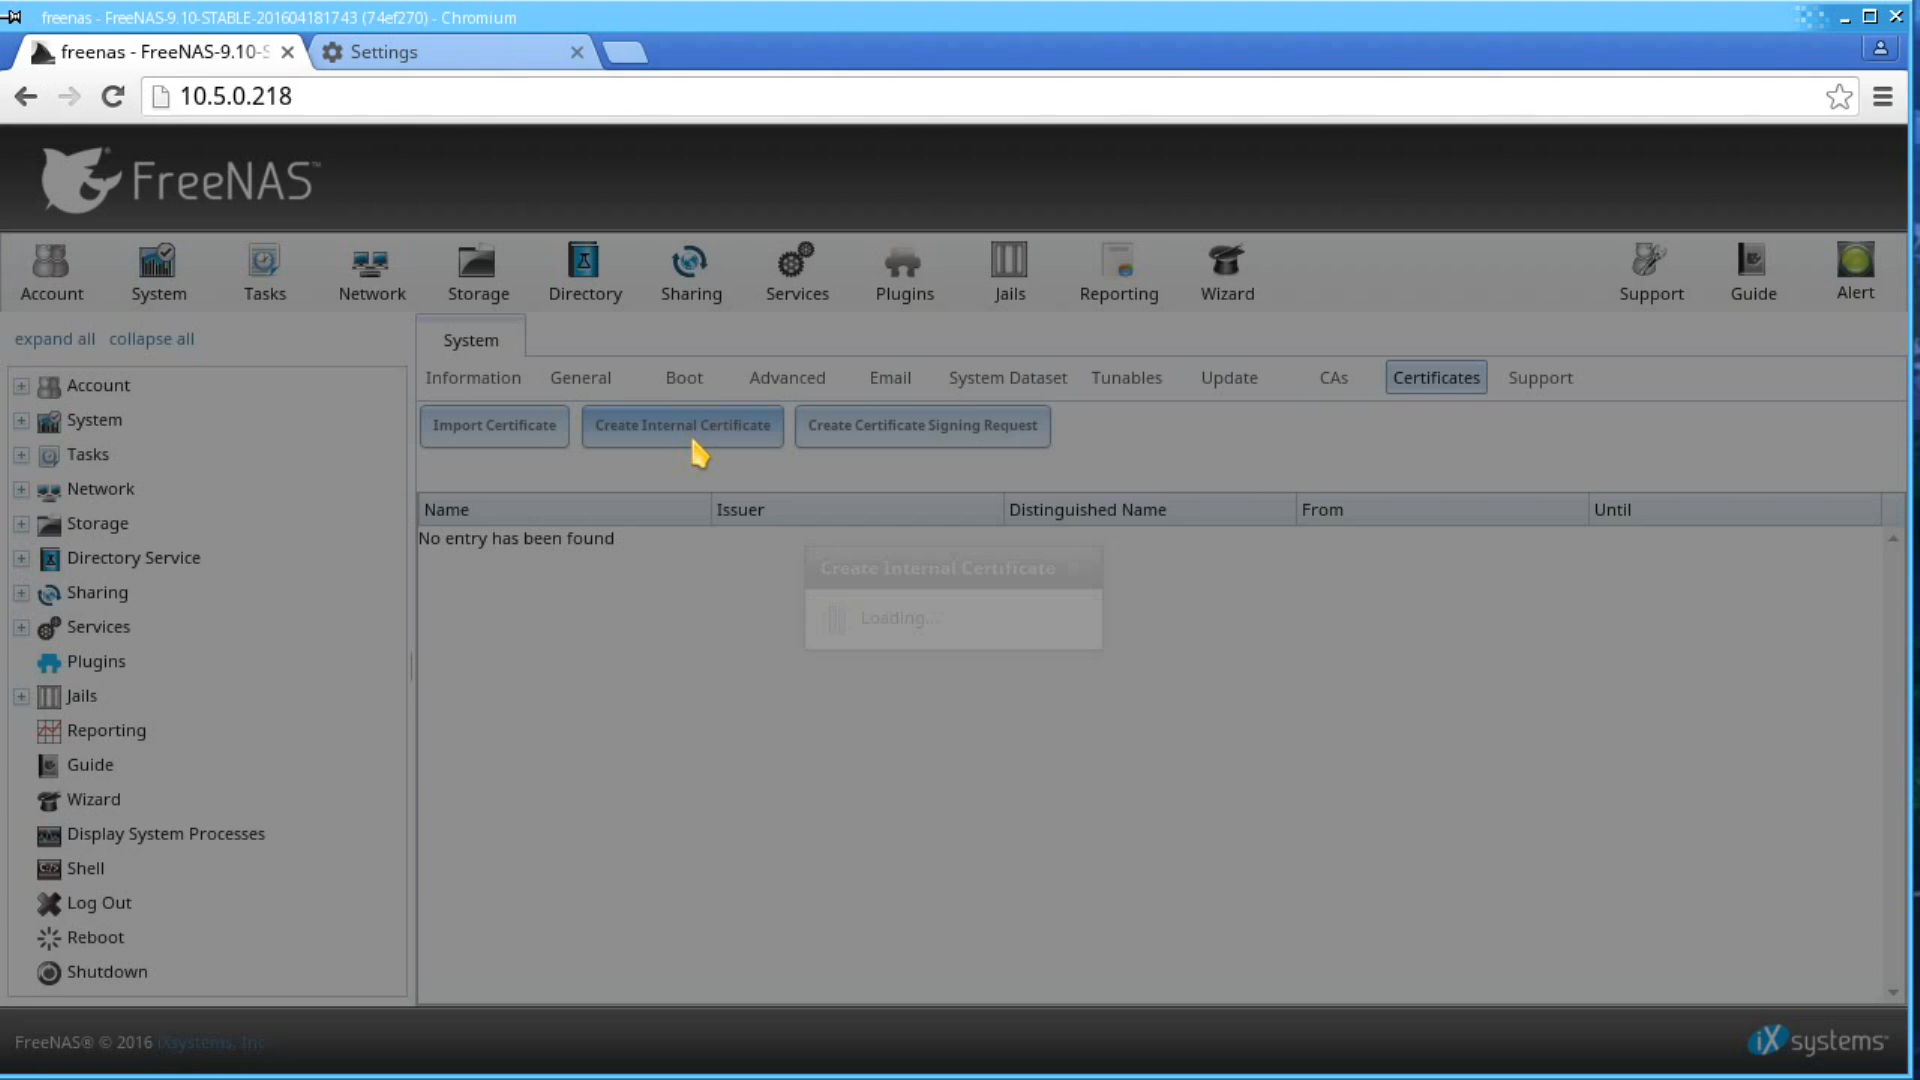 freenas - FreeNAS-9.10-STABLE-201604181743 (74ef270) - Chromium
freenas - FreeNAS-9.10-S
Settings
10.5.0.218
FreeNAS™
Account System Tasks Network Storage Directory Sharing Services Plugins Jails Reporting Wizard Support Guide Alert
expand all collapse all
System
Information General Boot Advanced Email System Dataset Tunables Update CAs Certificates Support
Import Certificate Create Internal Certificate Create Certificate Signing Request
Name Issuer Distinguished Name From Until
No entry has been found
Create Internal Certificate
Loading...
Account
System
Tasks
Network
Storage
Directory Service
Sharing
Services
Plugins
Jails
Reporting
Guide
Wizard
Display System Processes
Shell
Log Out
Reboot
Shutdown
FreeNAS® © 2016 iXsystems, Inc
iXsystems